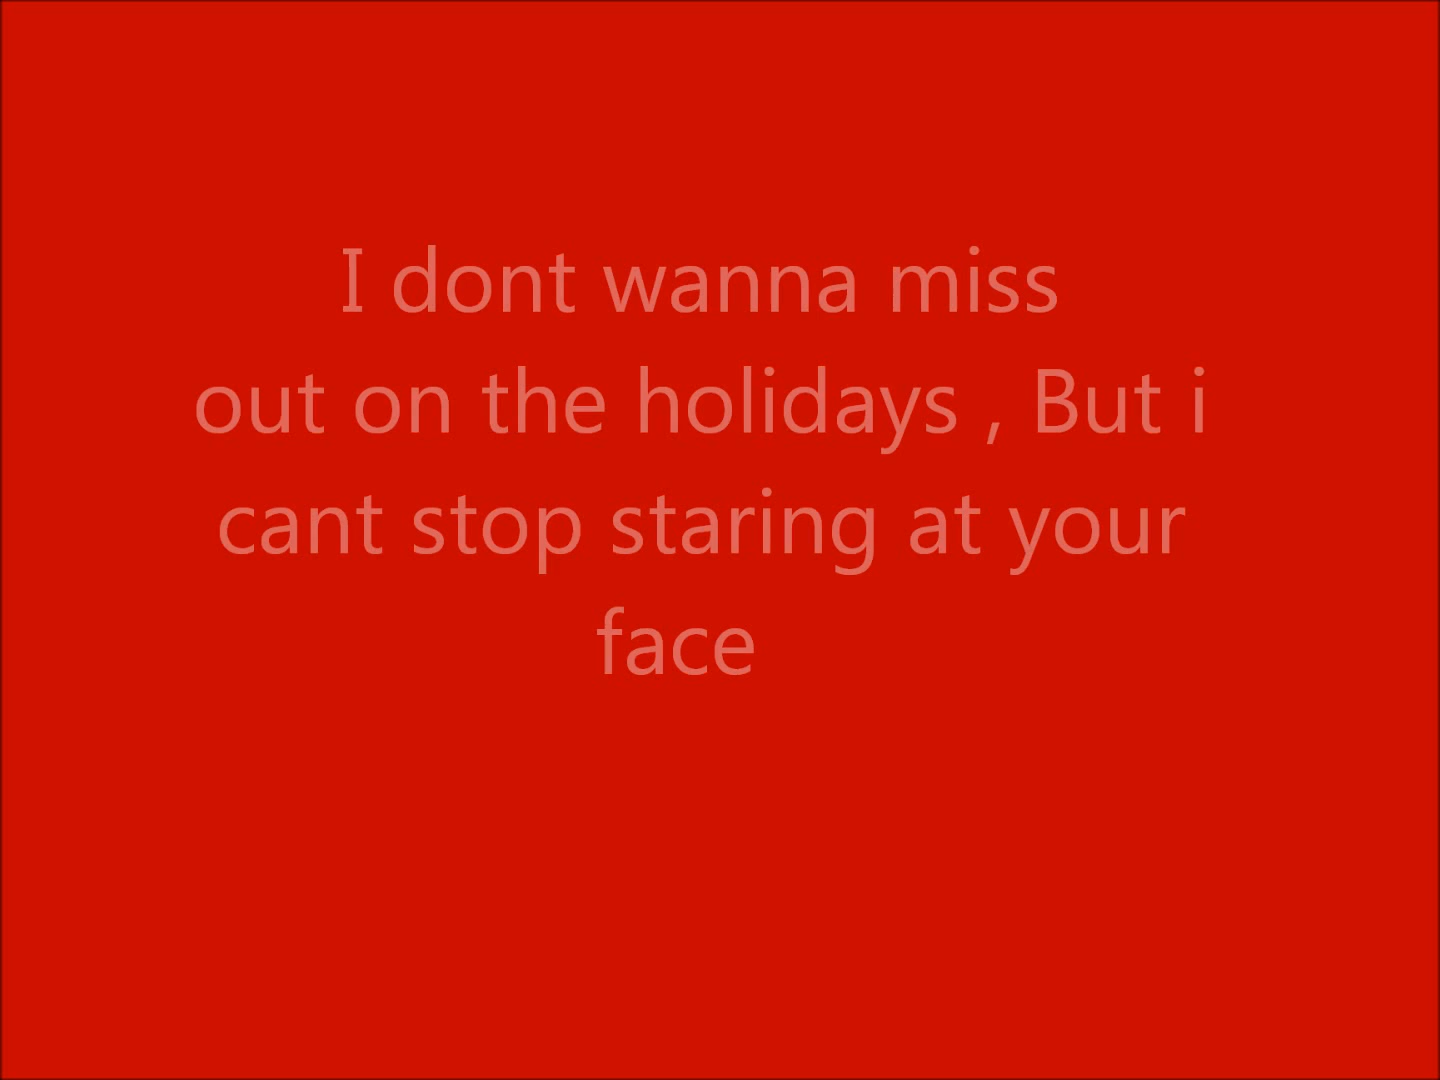 I dont wanna miss
out on the holidays , But i
cant stop staring at your
face